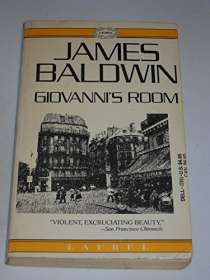 JAMES
BALDWIN
GIOVANNI'S ROOM
"VIOLENT, EXCRUCIATING BEAUTY."
—San Francisco Chronicle
LAUREL